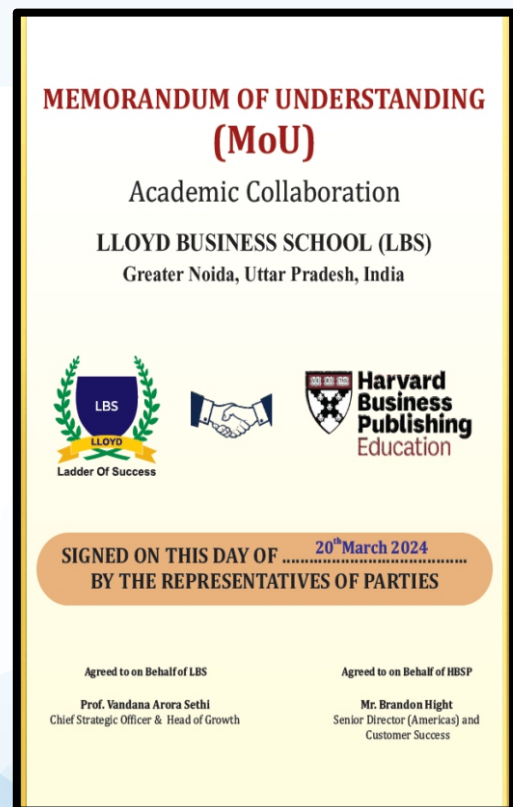 MEMORANDUM OF UNDERSTANDING
(MoU)
Academic Collaboration
LLOYD BUSINESS SCHOOL (LBS)
Greater Noida, Uttar Pradesh, India
LBS
LLOYD
Ladder Of Success
Harvard
Business
Publishing
Education
SIGNED ON THIS DAY OF ..........20thMarch 2024..........
BY THE REPRESENTATIVES OF PARTIES
Agreed to on Behalf of LBS
Prof. Vandana Arora Sethi
Chief Strategic Officer & Head of Growth
Agreed to on Behalf of HBSP
Mr. Brandon Hight
Senior Director (Americas) and
Customer Success